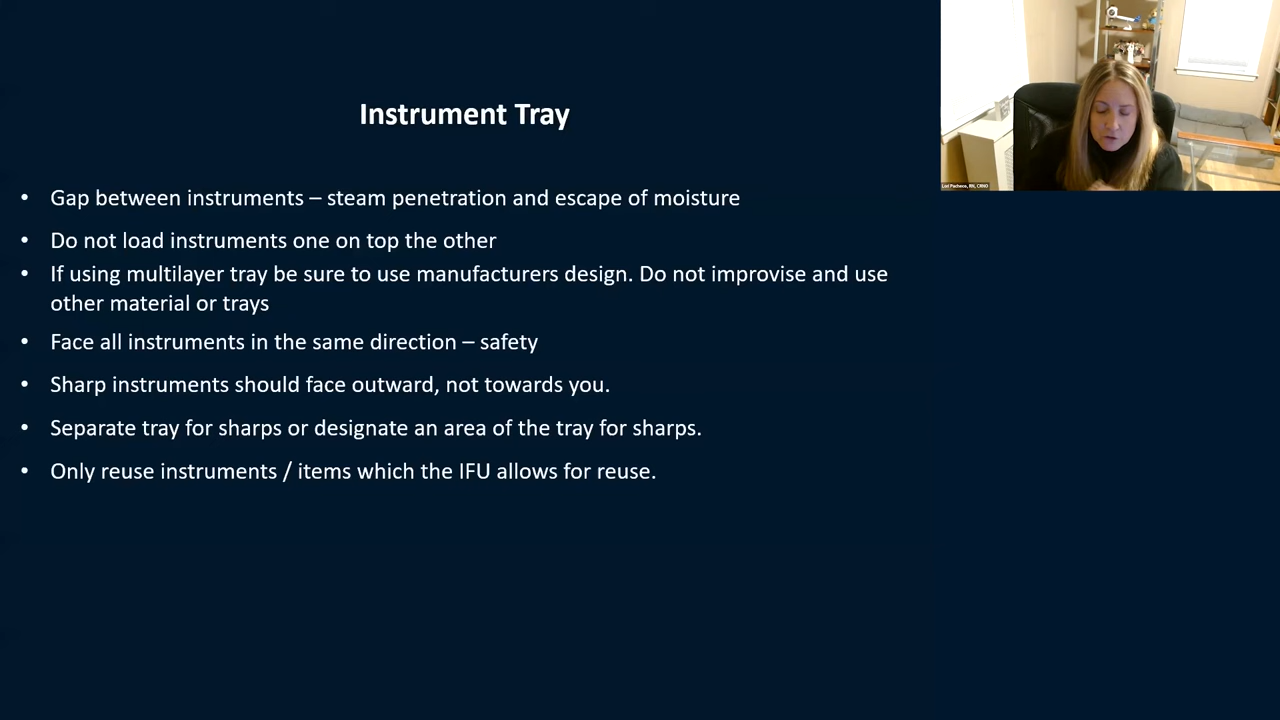 Instrument Tray
• Gap between instruments – steam penetration and escape of moisture
• Do not load instruments one on top the other
• If using multilayer tray be sure to use manufacturers design. Do not improvise and use
other material or trays
• Face all instruments in the same direction – safety
• Sharp instruments should face outward, not towards you.
• Separate tray for sharps or designate an area of the tray for sharps.
• Only reuse instruments / items which the IFU allows for reuse.
Lori Pacheco, RN, CRNO